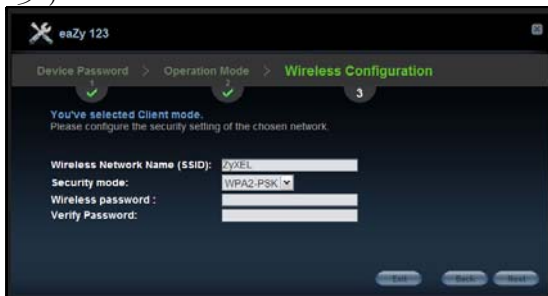 eaZy 123
Device Password > Operation Mode > Wireless Configuration
1 2 3
You've selected Client mode.
Please configure the security setting of the chosen network.
Wireless Network Name (SSID): ZyXEL
Security mode: WPA2-PSK
Wireless password :
Verify Password:
Exit Back Next